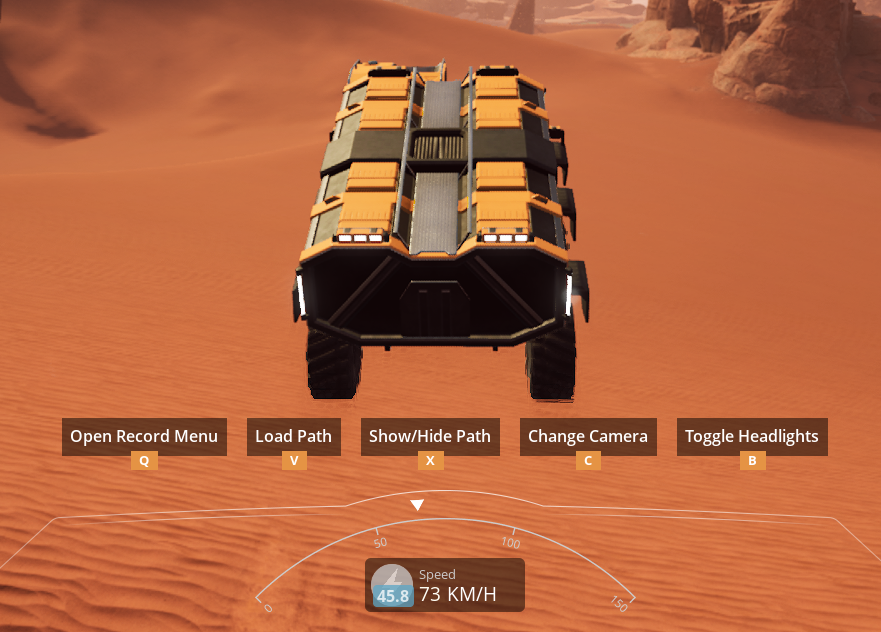 Open Record Menu
Load Path
Show/Hide Path
Change Camera
Toggle Headlights
Q
V
X
C
B
50
100
0
150
Speed
45.8
73 KM/H